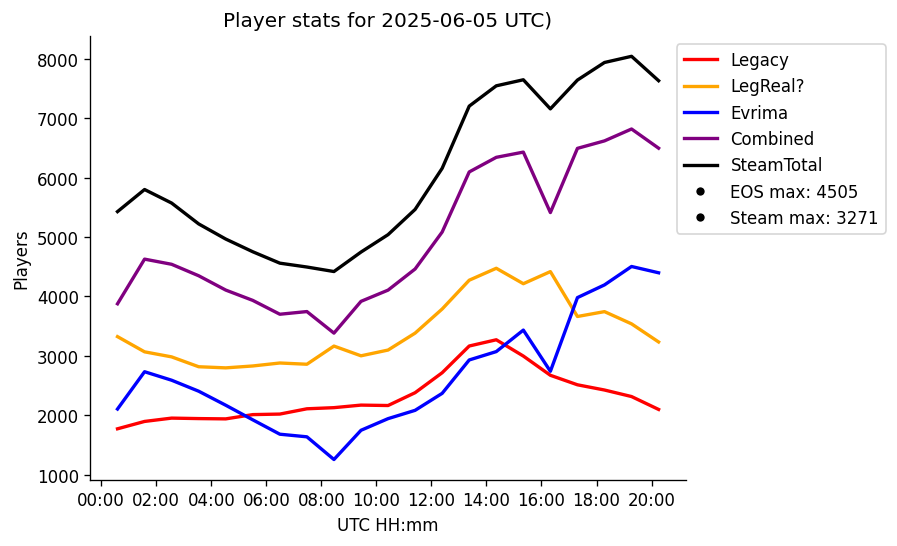 Player stats for 2025-06-05 UTC)
Legacy
LegReal?
Evrima
Combined
SteamTotal
EOS max: 4505
Steam max: 3271
Players
8000
7000
6000
5000
4000
3000
2000
1000
00:00 02:00 04:00 06:00 08:00 10:00 12:00 14:00 16:00 18:00 20:00
UTC HH:mm